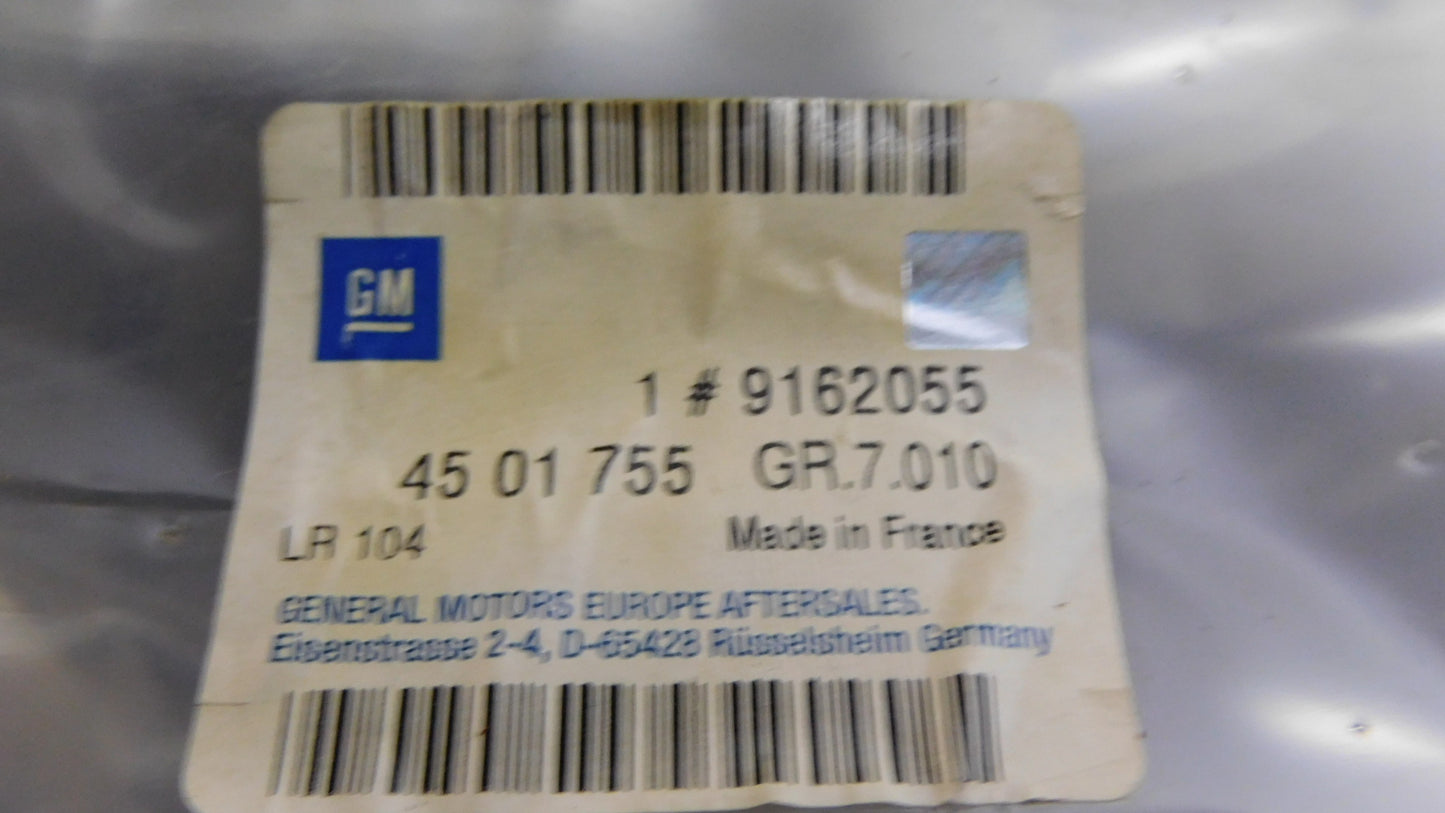 GM
1 # 9162055
45 01 755 GR.7.010
LR 104 Made in France
GENERAL MOTORS EUROPE AFTERSALES.
Eisenstrasse 2-4, D-65428 Rüsselsheim Germany